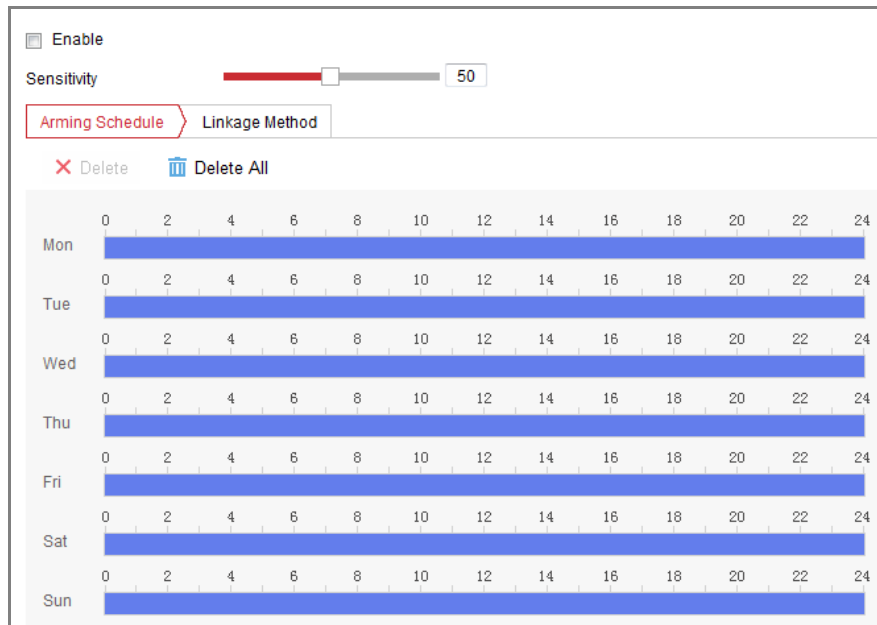 Enable
Sensitivity 50
Arming Schedule Linkage Method
Delete Delete All
0 2 4 6 8 10 12 14 16 18 20 22 24
Mon
0 2 4 6 8 10 12 14 16 18 20 22 24
Tue
0 2 4 6 8 10 12 14 16 18 20 22 24
Wed
0 2 4 6 8 10 12 14 16 18 20 22 24
Thu
0 2 4 6 8 10 12 14 16 18 20 22 24
Fri
0 2 4 6 8 10 12 14 16 18 20 22 24
Sat
0 2 4 6 8 10 12 14 16 18 20 22 24
Sun